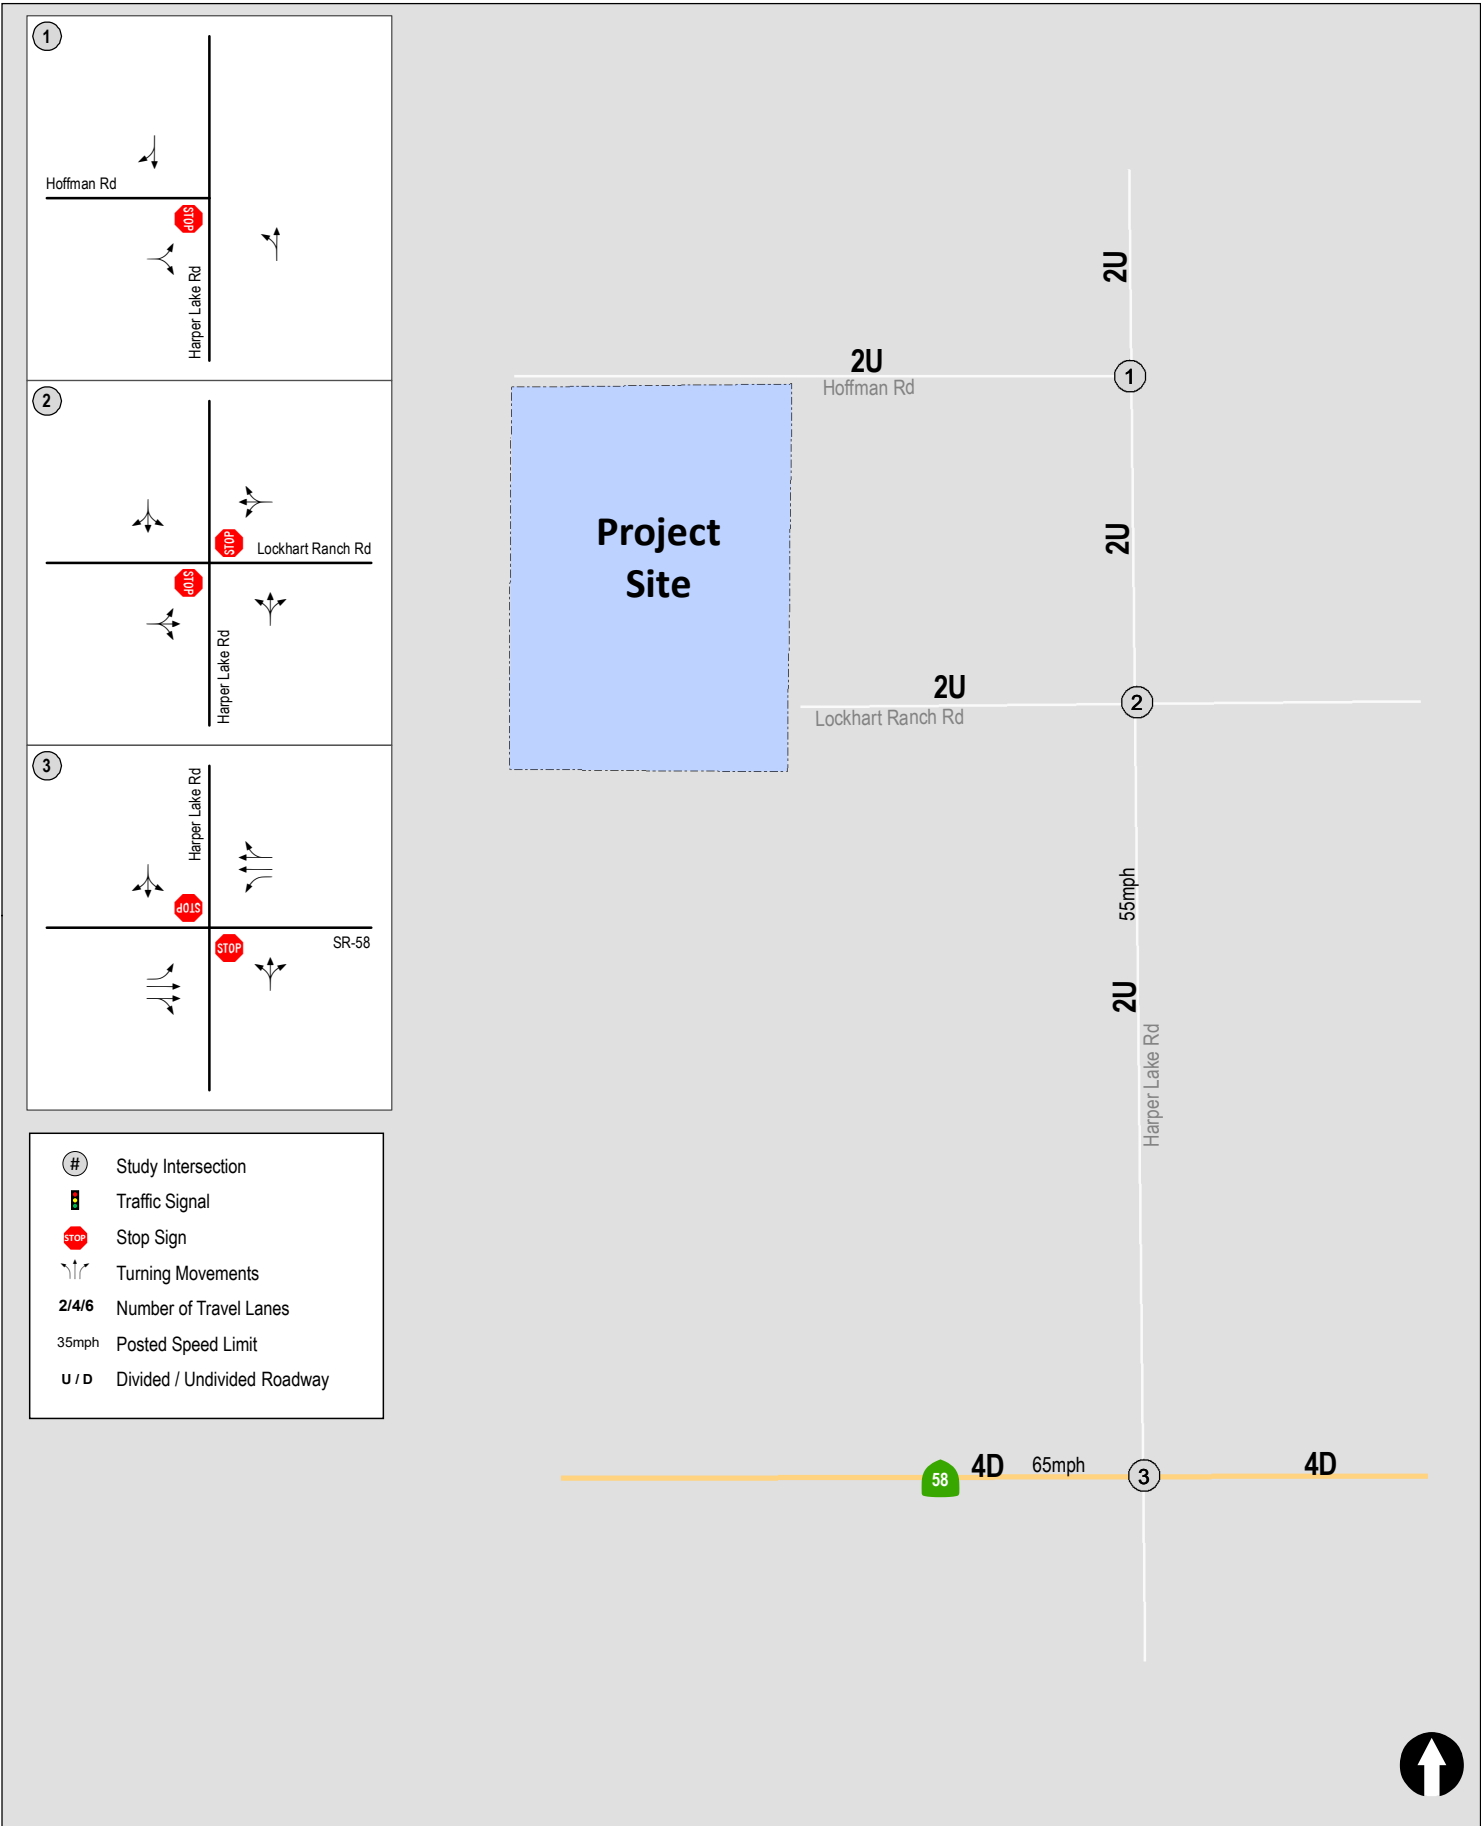 1
Hoffman Rd
STOP
Harper Lake Rd
2
STOP
Lockhart Ranch Rd
STOP
Harper Lake Rd
3
Harper Lake Rd
STOP
STOP
SR-58
# Study Intersection
Traffic Signal
STOP Stop Sign
Turning Movements
2/4/6 Number of Travel Lanes
35mph Posted Speed Limit
U / D Divided / Undivided Roadway
2U
2U
Hoffman Rd
1
Project
Site
2U
2U
Lockhart Ranch Rd
2
55mph
2U
Harper Lake Rd
58
4D
65mph
3
4D